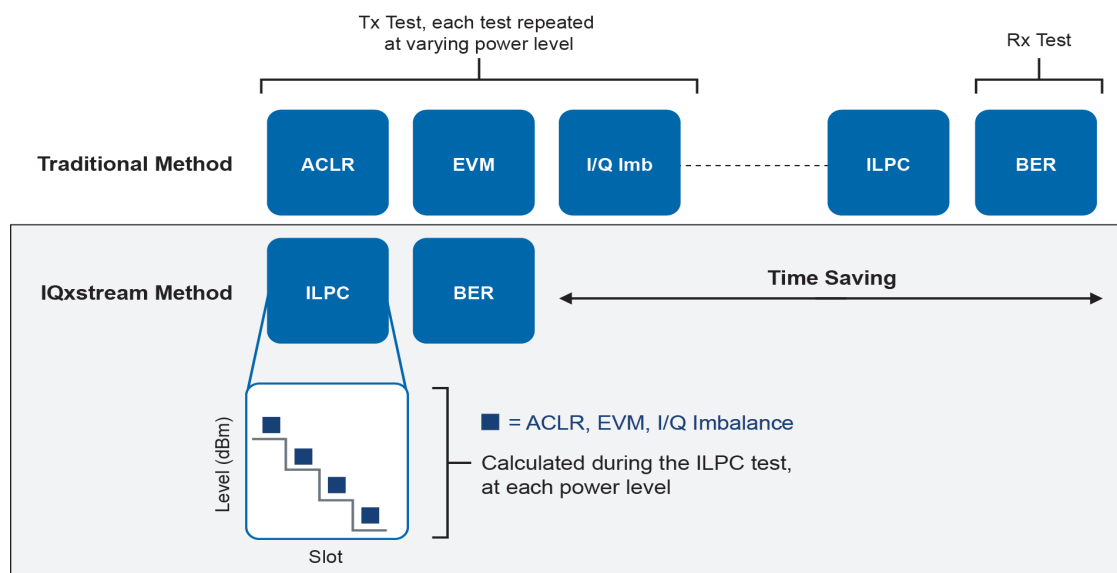 Tx Test, each test repeated
at varying power level
Rx Test
Traditional Method
ACLR
EVM
I/Q Imb
ILPC
BER
IQxstream Method
ILPC
BER
Time Saving
Level (dBm)
Slot
= ACLR, EVM, I/Q Imbalance
Calculated during the ILPC test,
at each power level